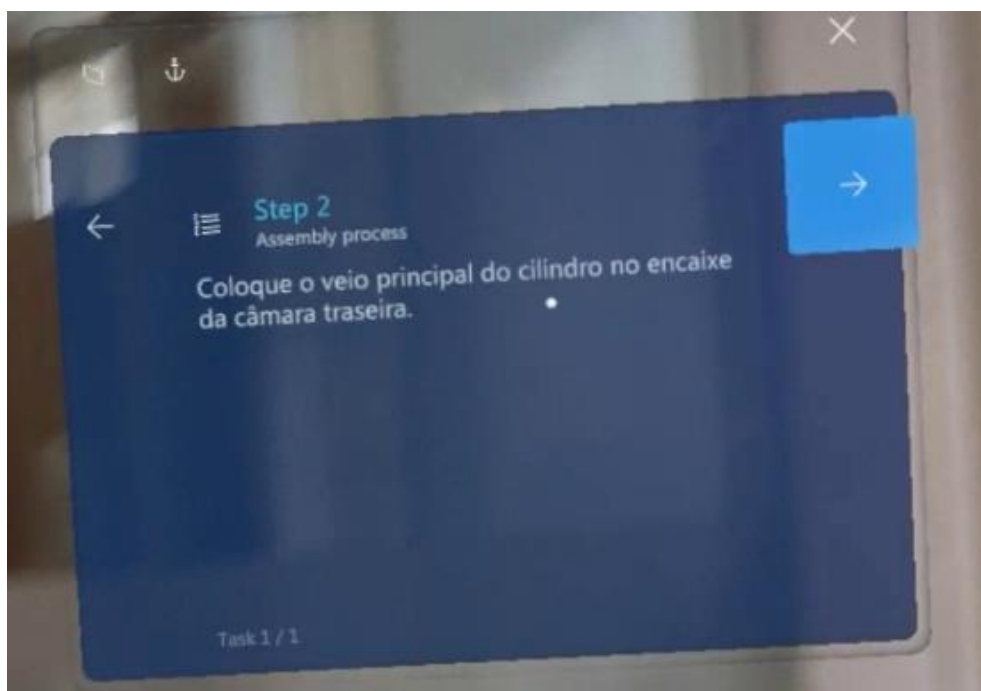 Step 2
Assembly process
Coloque o veio principal do cilindro no encaixe
da câmara traseira.
Task 1 / 1